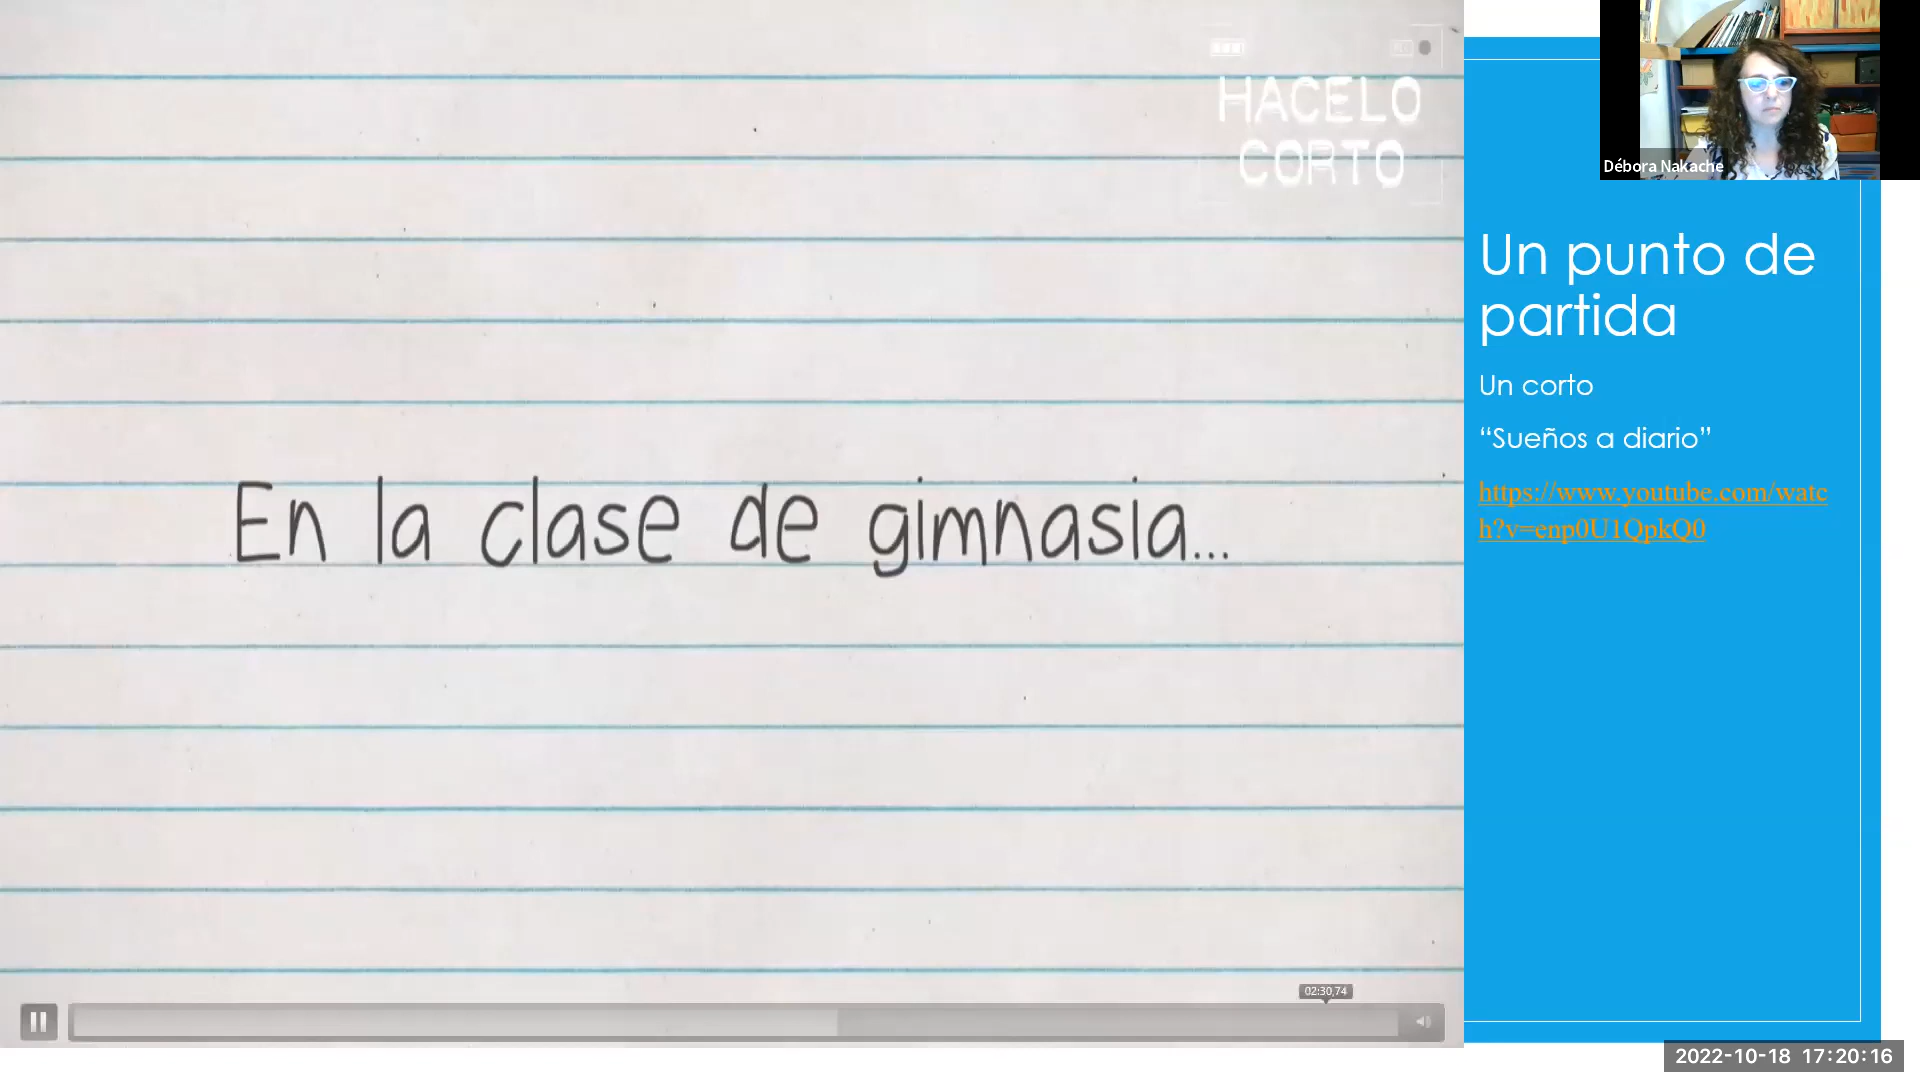 HACELO
CORTO
En la clase de gimnasia...
02:30,74
Débora Nakache
Un punto de
partida
Un corto
“Sueños a diario”
https://www.youtube.com/watc
h?v=enp0U1QpkQ0
2022-10-18 17:20:16